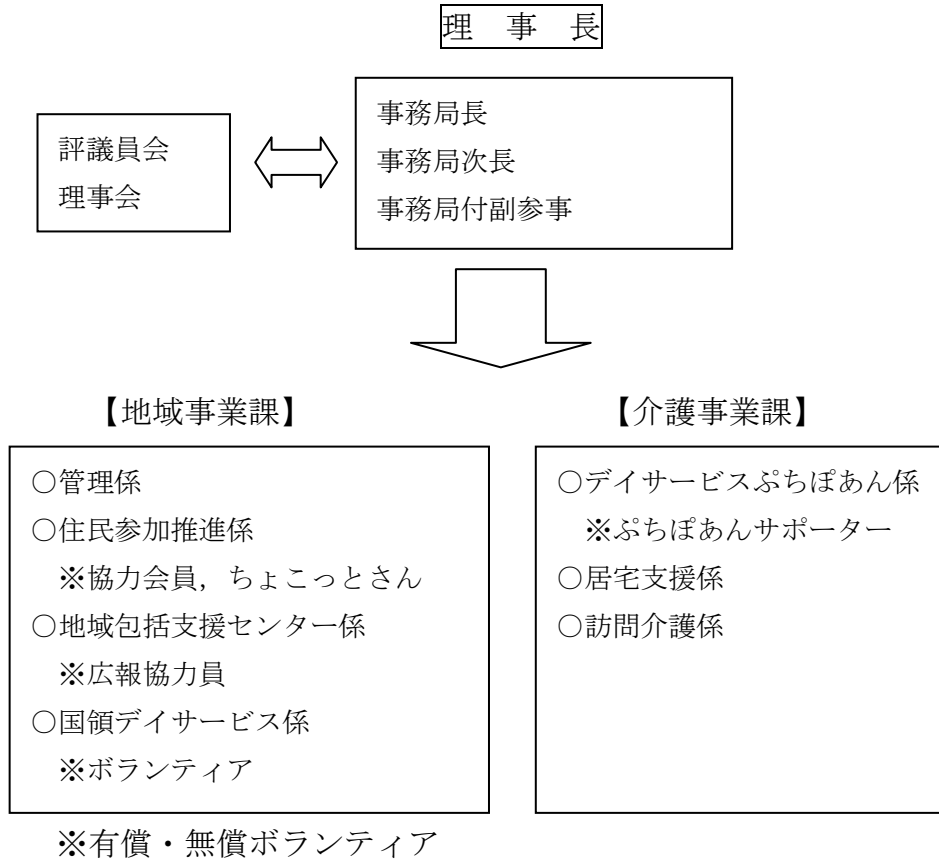 理　事　長
評議員会
理事会
事務局長
事務局次長
事務局付副参事
【地域事業課】
○管理係
○住民参加推進係
※協力会員，ちょこっとさん
○地域包括支援センター係
※広報協力員
○国領デイサービス係
※ボランティア
※有償・無償ボランティア
【介護事業課】
○デイサービスぷちぽあん係
※ぷちぽあんサポーター
○居宅支援係
○訪問介護係